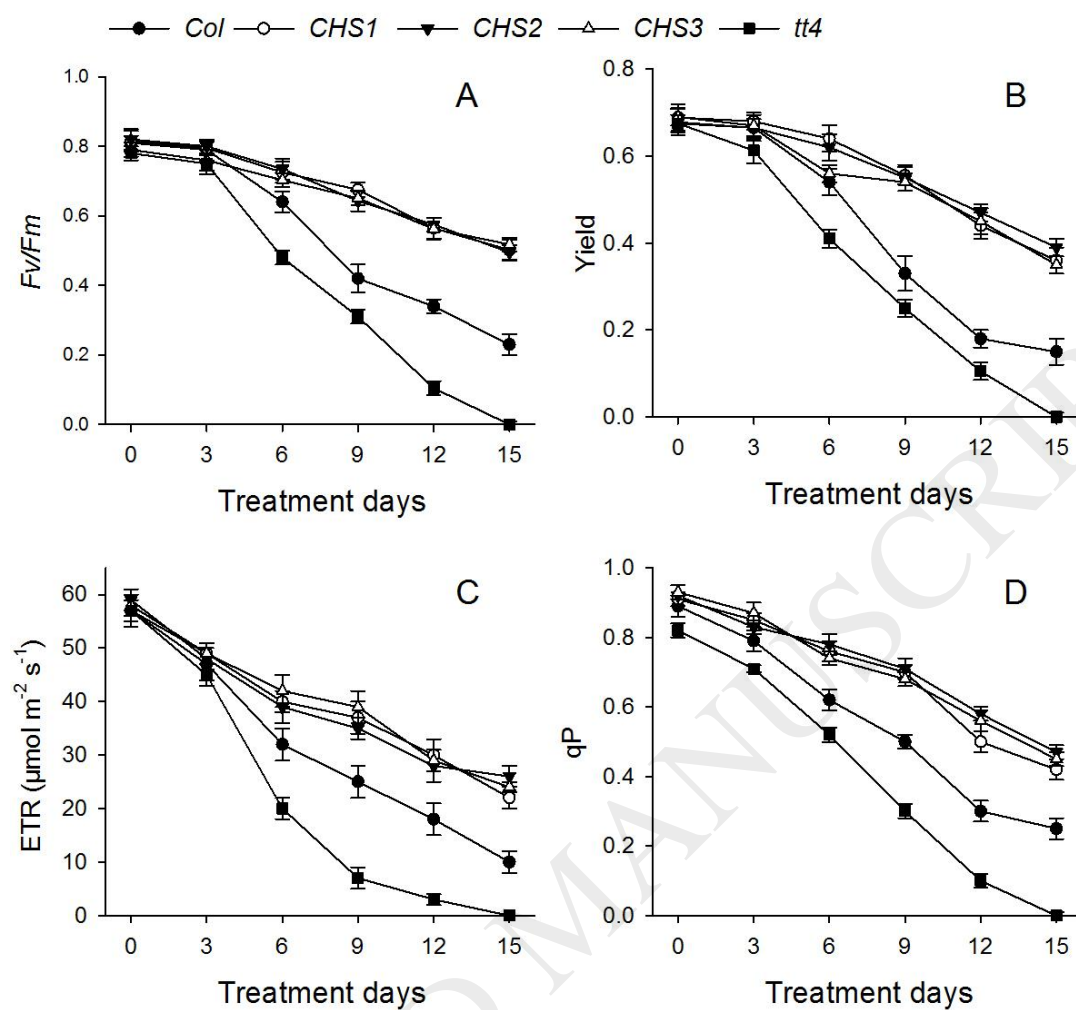 Col CHS1 CHS2 CHS3 tt4
A
1.0
0.8
0.6
0.4
0.2
0.0
Fv/Fm
0 3 6 9 12 15
Treatment days
B
0.8
0.6
0.4
0.2
0.0
Yield
0 3 6 9 12 15
Treatment days
C
60
50
40
30
20
10
0
ETR (µmol m⁻² s⁻¹)
0 3 6 9 12 15
Treatment days
D
1.0
0.8
0.6
0.4
0.2
0.0
qP
0 3 6 9 12 15
Treatment days
D MANUSCRIP